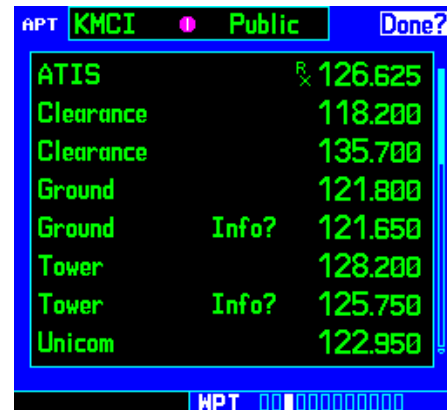 APT KMCI Public Done?
ATIS Rx 126.625
Clearance 118.200
Clearance 135.700
Ground 121.800
Ground Info? 121.650
Tower 128.200
Tower Info? 125.750
Unicom 122.950
WPT